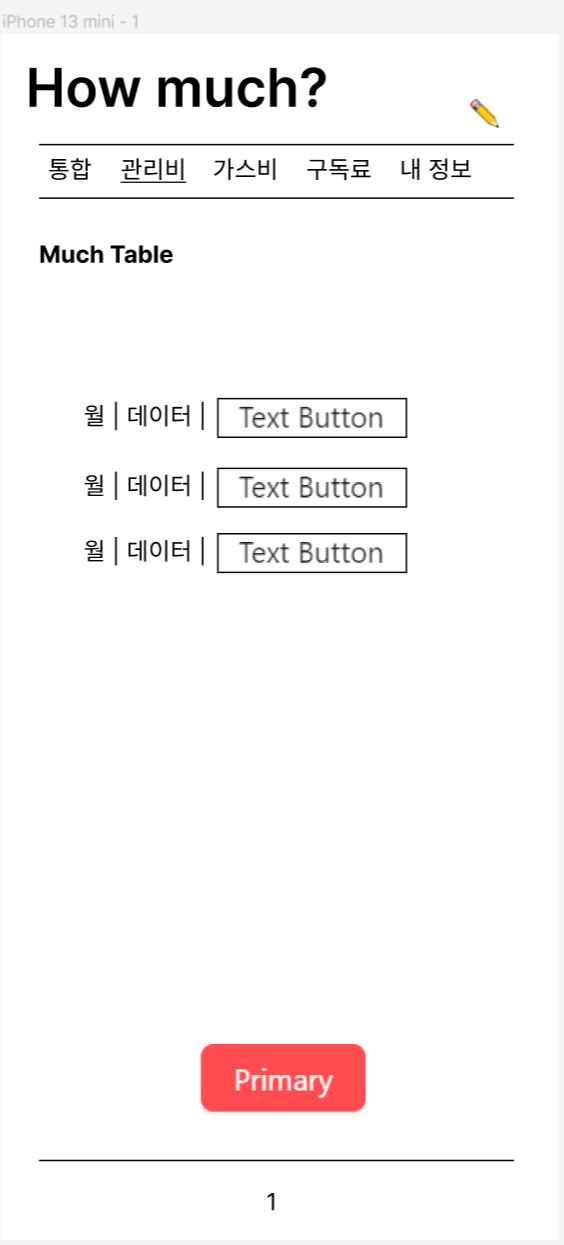 iPhone 13 mini - 1
How much?
통합 관리비 가스비 구독료 내 정보
Much Table
월 | 데이터 | Text Button
월 | 데이터 | Text Button
월 | 데이터 | Text Button
Primary
1